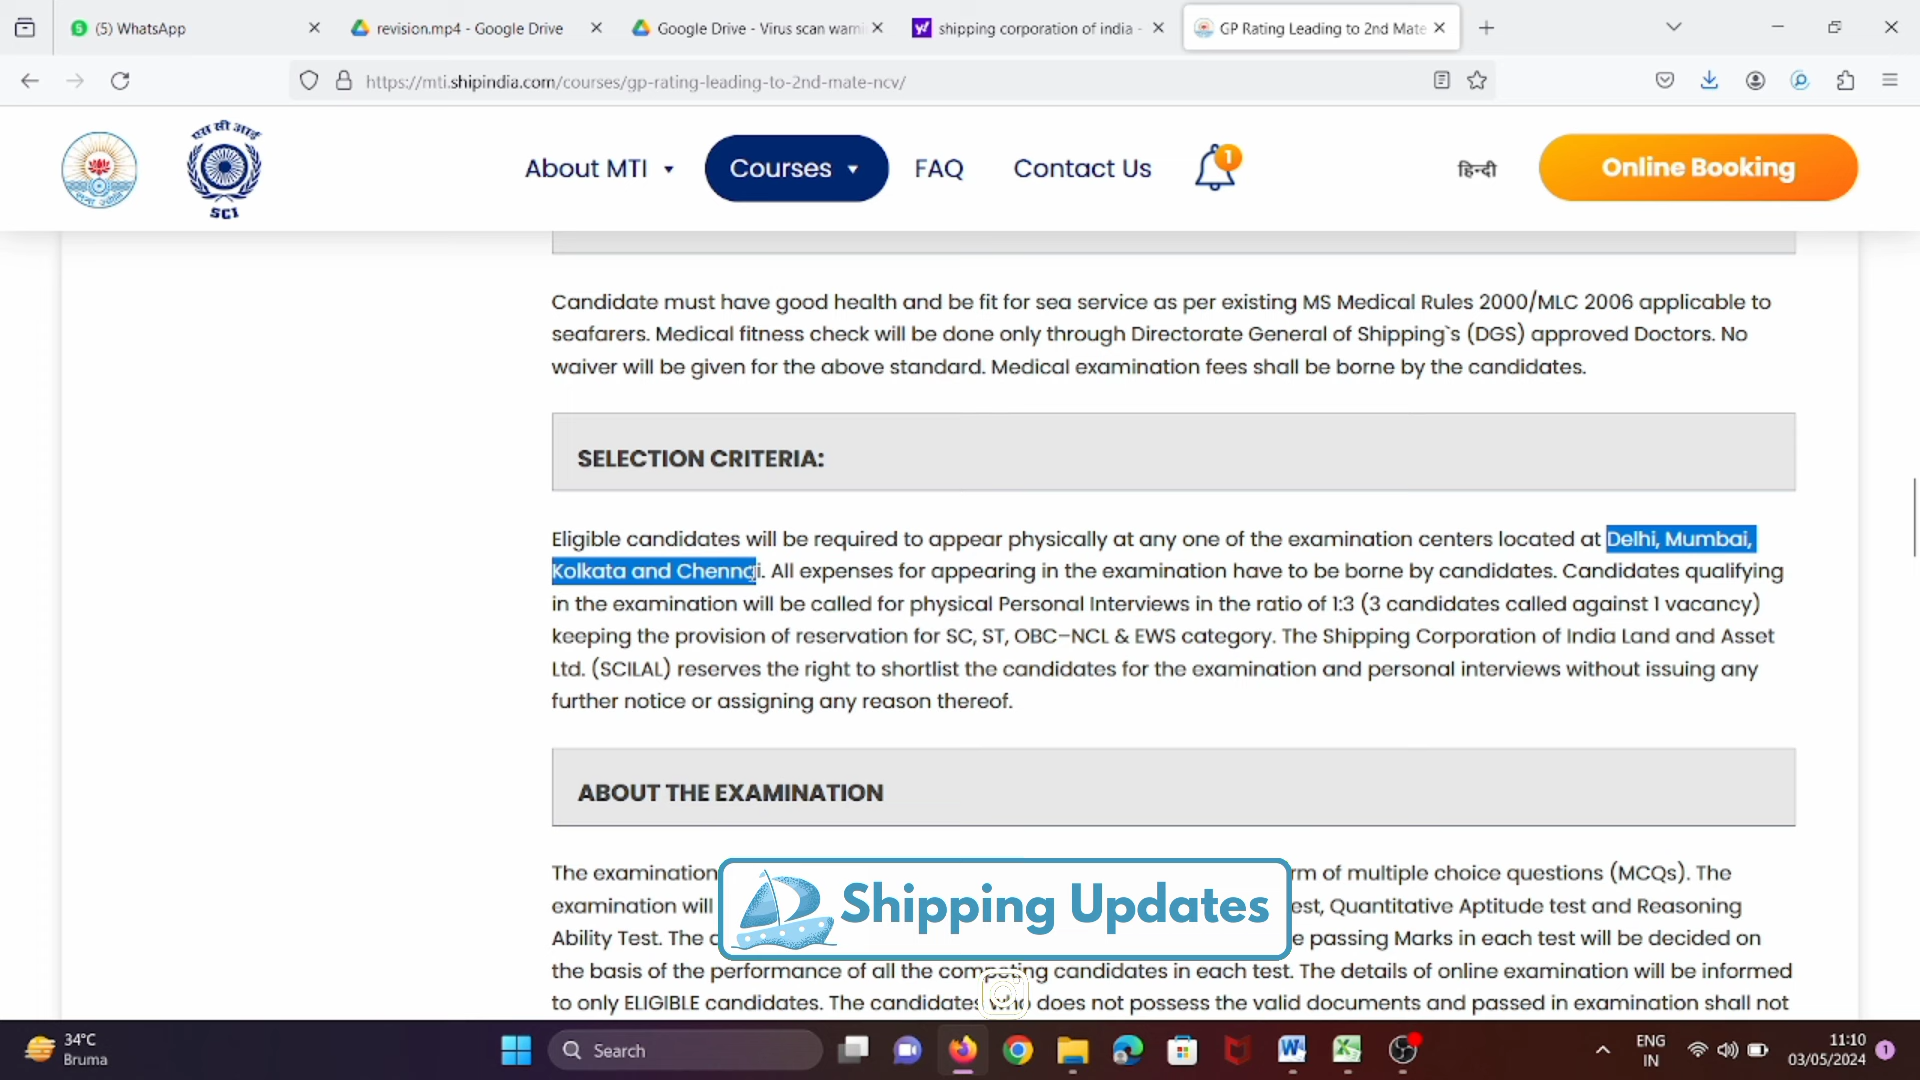 (5) WhatsApp
revision.mp4 - Google Drive
Google Drive - Virus scan warni
shipping corporation of india -
GP Rating Leading to 2nd Mate
https://mti.shipindia.com/courses/gp-rating-leading-to-2nd-mate-ncv/
एस सी आई
SCI
About MTI
Courses
FAQ
Contact Us
1
हिन्दी
Online Booking
Candidate must have good health and be fit for sea service as per existing MS Medical Rules 2000/MLC 2006 applicable to
seafarers. Medical fitness check will be done only through Directorate General of Shipping`s (DGS) approved Doctors. No
waiver will be given for the above standard. Medical examination fees shall be borne by the candidates.
SELECTION CRITERIA:
Eligible candidates will be required to appear physically at any one of the examination centers located at Delhi, Mumbai,
Kolkata and Chennai. All expenses for appearing in the examination have to be borne by candidates. Candidates qualifying
in the examination will be called for physical Personal Interviews in the ratio of 1:3 (3 candidates called against 1 vacancy)
keeping the provision of reservation for SC, ST, OBC–NCL & EWS category. The Shipping Corporation of India Land and Asset
Ltd. (SCILAL) reserves the right to shortlist the candidates for the examination and personal interviews without issuing any
further notice or assigning any reason thereof.
ABOUT THE EXAMINATION
The examination rm of multiple choice questions (MCQs). The
examination will est, Quantitative Aptitude test and Reasoning
Ability Test. The e passing Marks in each test will be decided on
Shipping Updates
the basis of the performance of all the competing candidates in each test. The details of online examination will be informed
to only ELIGIBLE candidates. The candidates who does not possess the valid documents and passed in examination shall not
34°C
Bruma
Search
ENG
IN
11:10
03/05/2024
1